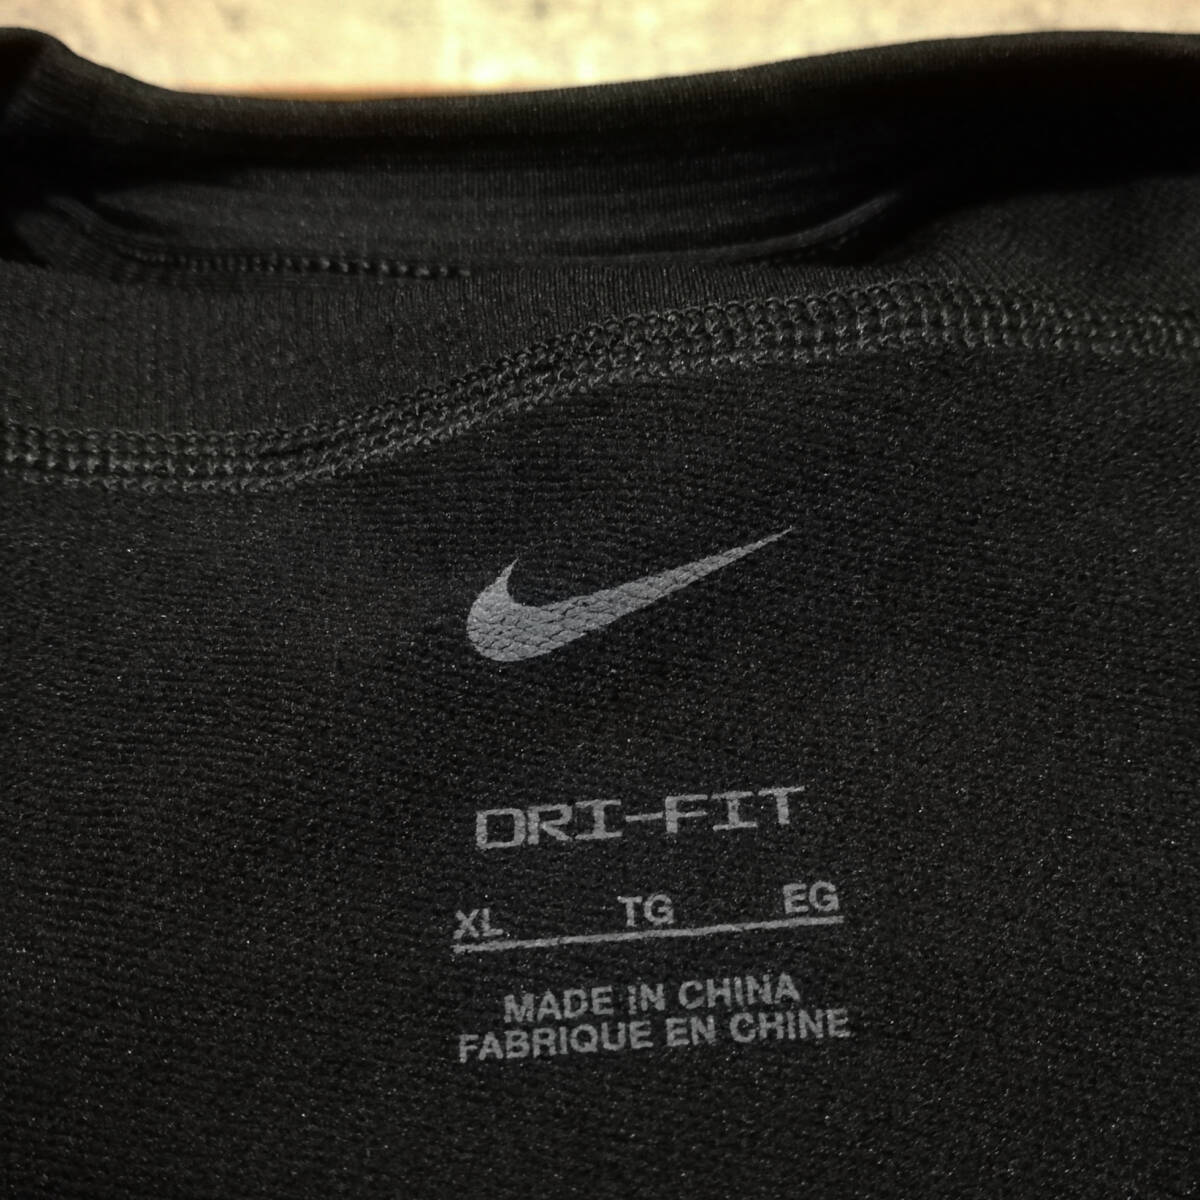 DRI-FIT
XL TG EG
MADE IN CHINA
FABRIQUE EN CHINE